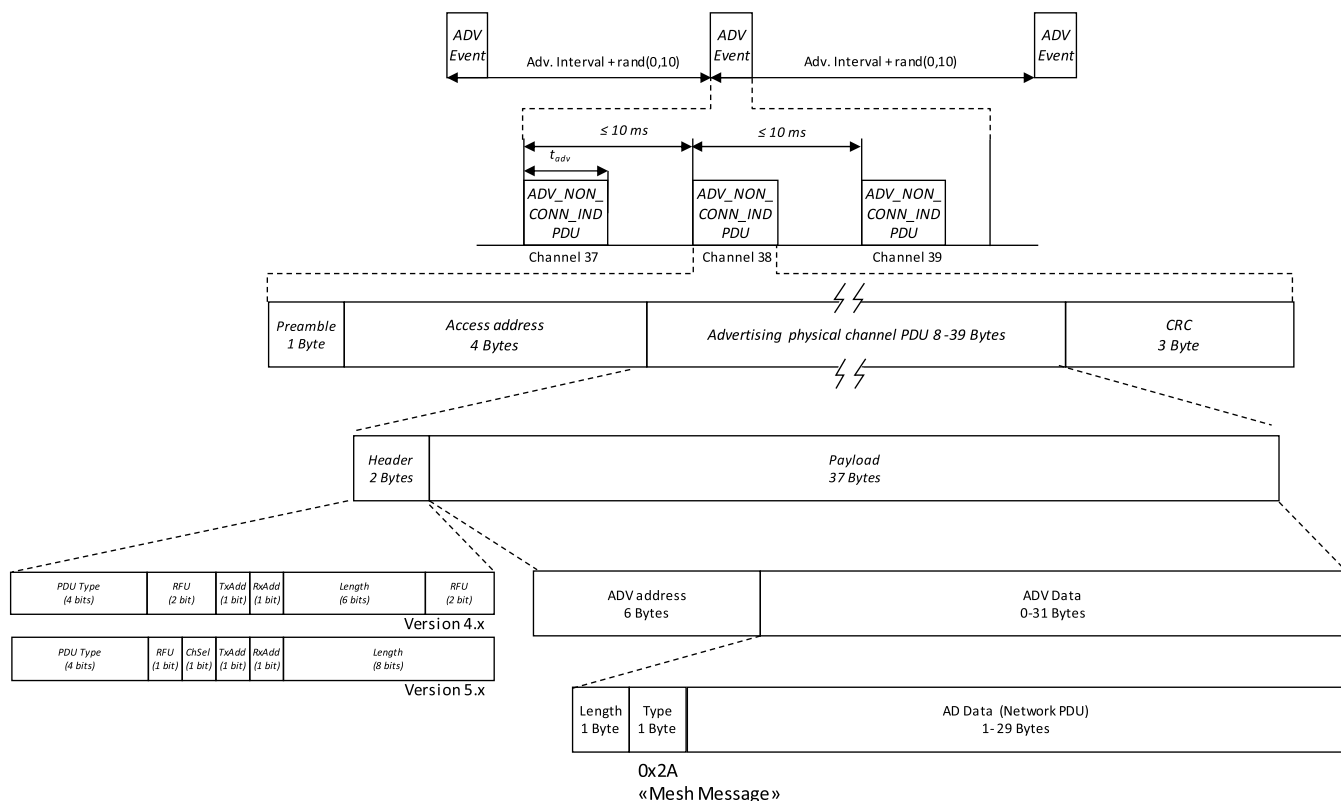 ADV
Event
ADV
Event
ADV
Event
Adv. Interval + rand(0,10)
Adv. Interval + rand(0,10)
≤ 10 ms
≤ 10 ms
tadv
ADV_NON_
CONN_IND
PDU
ADV_NON_
CONN_IND
PDU
ADV_NON_
CONN_IND
PDU
Channel 37
Channel 38
Channel 39
Preamble
1 Byte
Access address
4 Bytes
Advertising physical channel PDU 8-39 Bytes
CRC
3 Byte
Header
2 Bytes
Payload
37 Bytes
PDU Type
(4 bits)
RFU
(2 bit)
TxAdd
(1 bit)
RxAdd
(1 bit)
Length
(6 bits)
RFU
(2 bit)
Version 4.x
PDU Type
(4 bits)
RFU
(1 bit)
ChSel
(1 bit)
TxAdd
(1 bit)
RxAdd
(1 bit)
Length
(8 bits)
Version 5.x
ADV address
6 Bytes
ADV Data
0-31 Bytes
Length
1 Byte
Type
1 Byte
AD Data (Network PDU)
1-29 Bytes
0x2A
«Mesh Message»